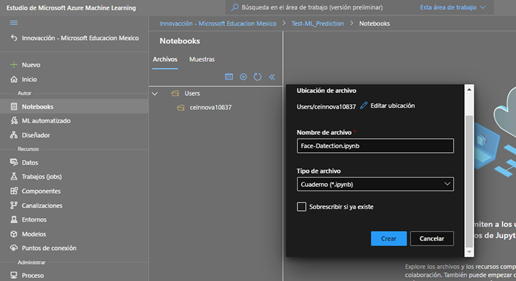 Estudio de Microsoft Azure Machine Learning
Búsqueda en el área de trabajo (versión preliminar)
Esta área de trabajo
Innovacción - Microsoft Educacion Mexico
Innovacción - Microsoft Educacion Mexico > Test-ML_Prediction > Notebooks
Nuevo
Inicio
Autor
Notebooks
ML automatizado
Diseñador
Recursos
Datos
Trabajos (jobs)
Componentes
Canalizaciones
Entornos
Modelos
Puntos de conexión
Administrar
Proceso
Notebooks
Archivos
Muestras
Users
ceinnova10837
Ubicación de archivo
Users/ceinnova10837
Editar ubicación
Nombre de archivo *
Face-Datection.ipynb
Tipo de archivo
Cuaderno (*.ipynb)
Sobrescribir si ya existe
Crear
Cancelar
miten a los u
os de Jupyt
Explore los archivos y los recursos comp
colaboración. También puede empezar c